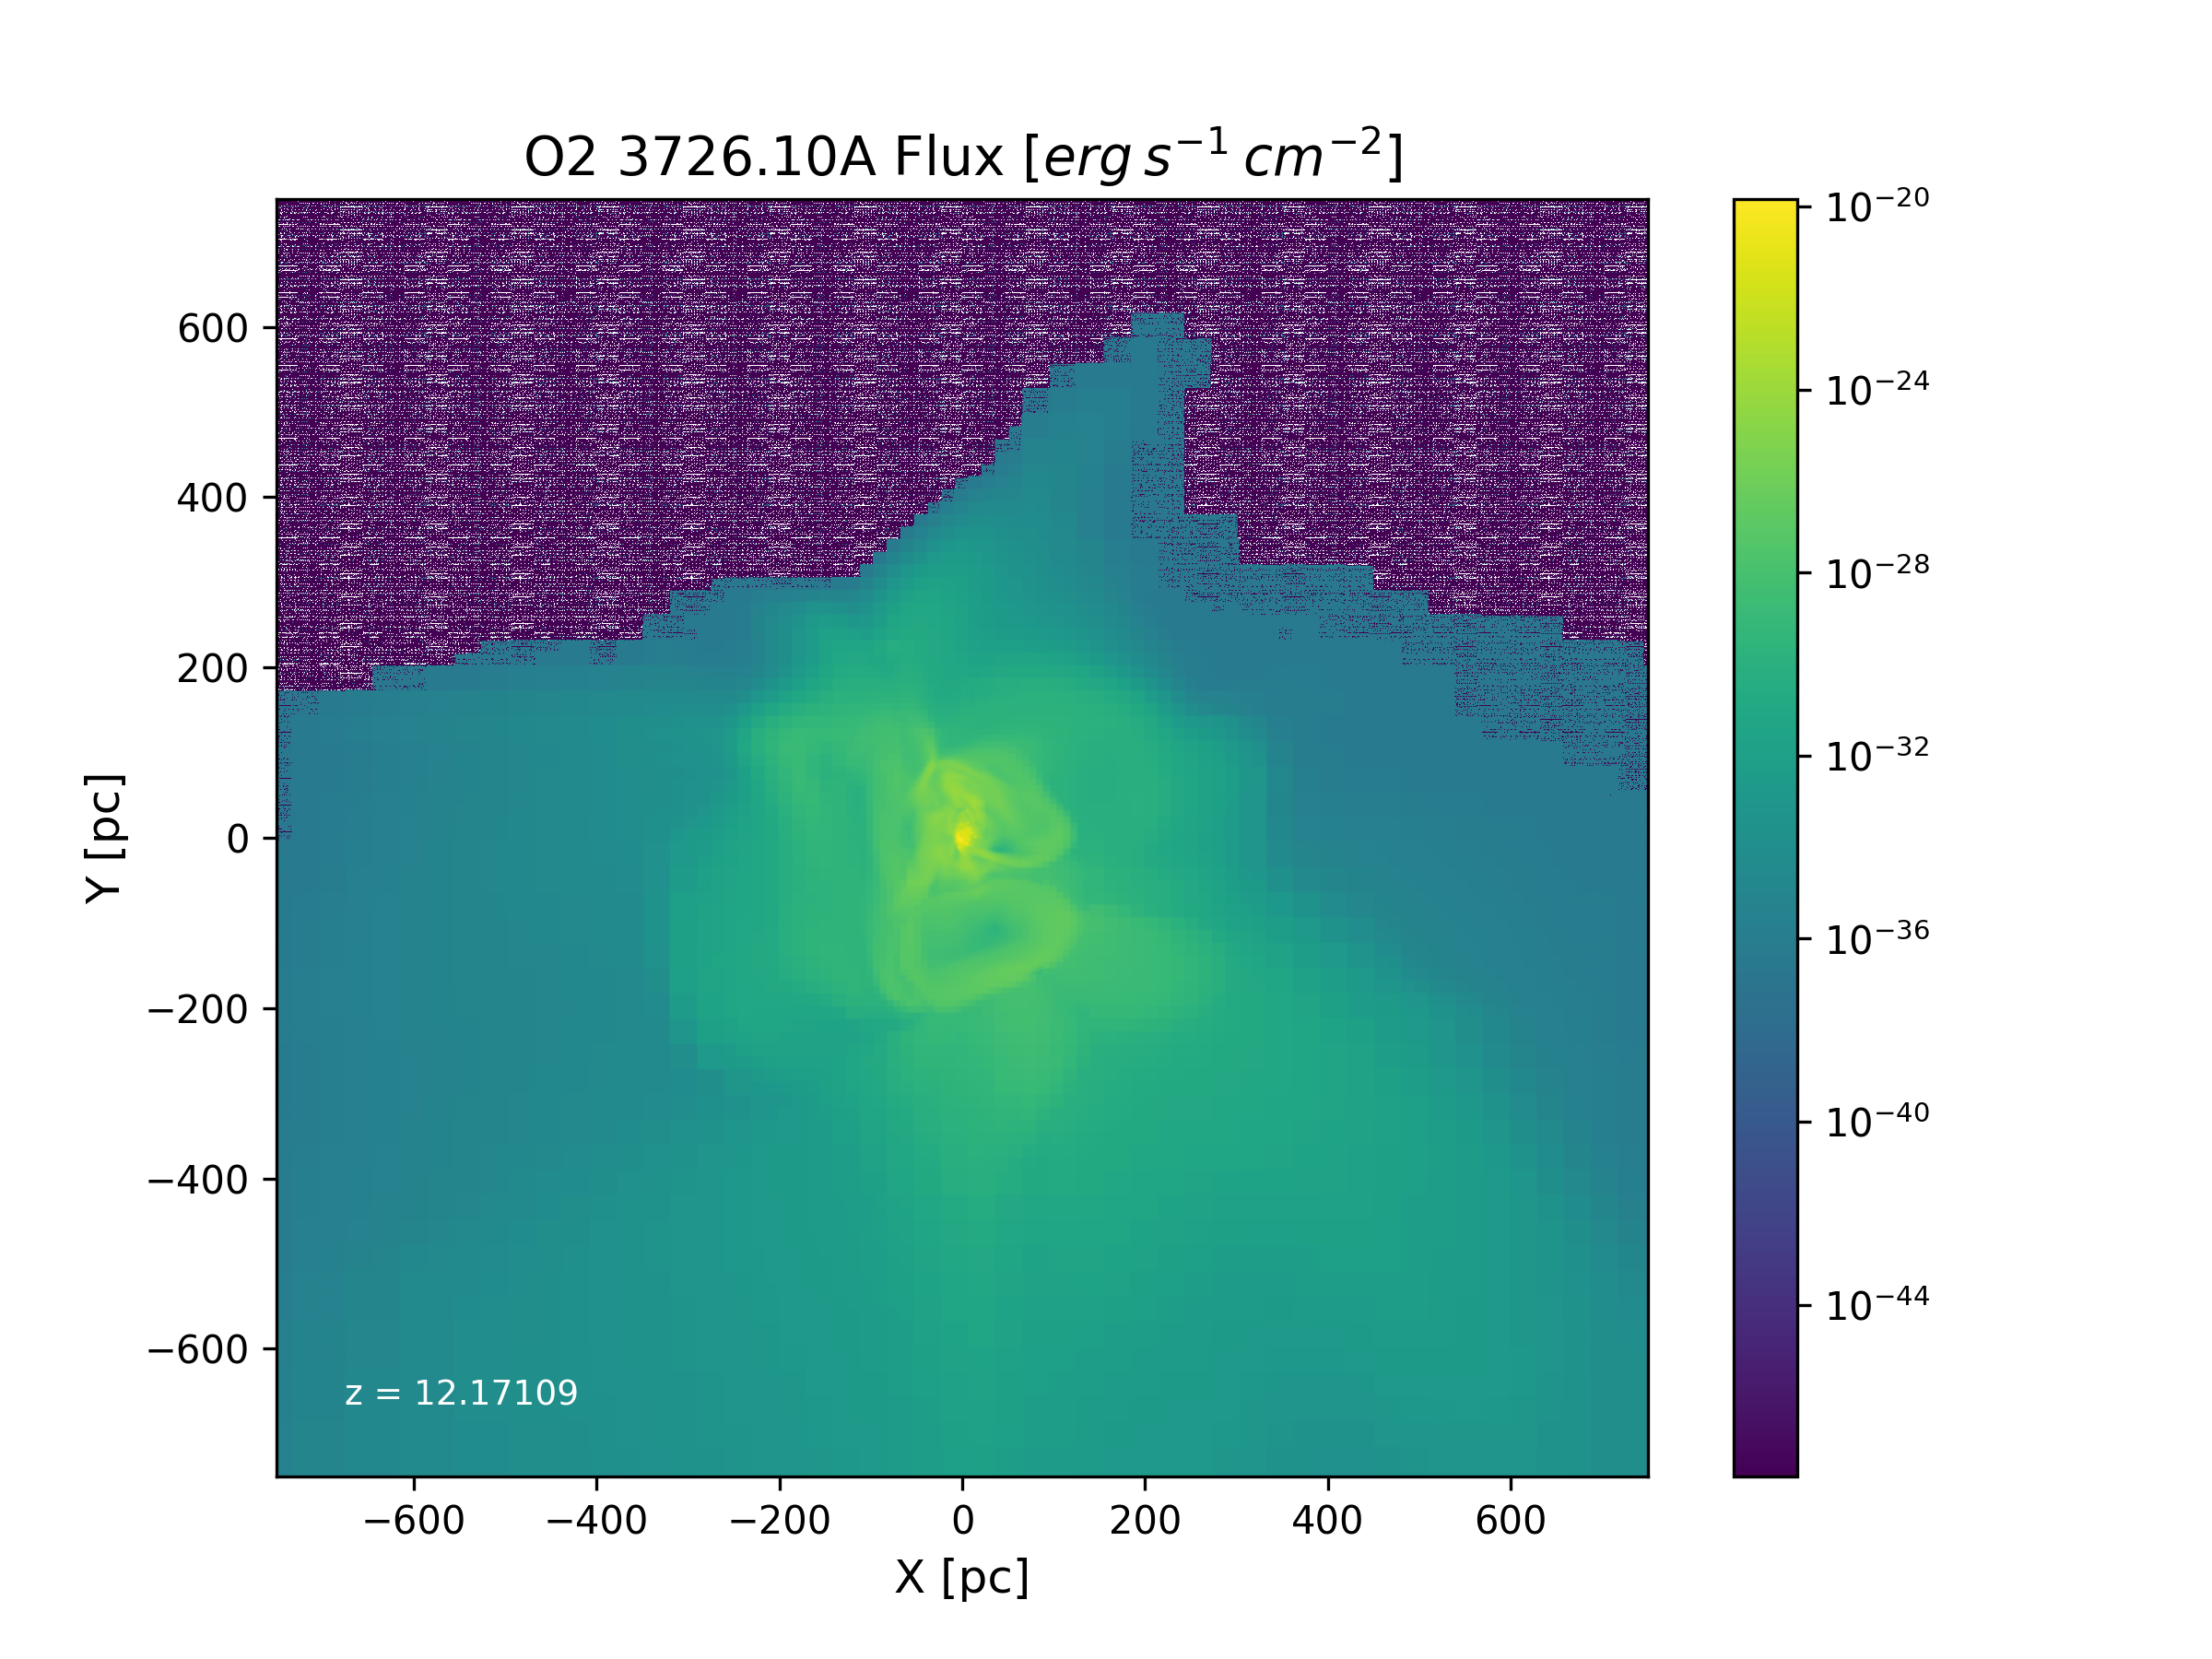 O2 3726.10A Flux [erg s⁻¹ cm⁻²]
Y [pc]
600
400
200
0
−200
−400
−600
z = 12.17109
−600 −400 −200 0 200 400 600
X [pc]
10⁻²⁰
10⁻²⁴
10⁻²⁸
10⁻³²
10⁻³⁶
10⁻⁴⁰
10⁻⁴⁴